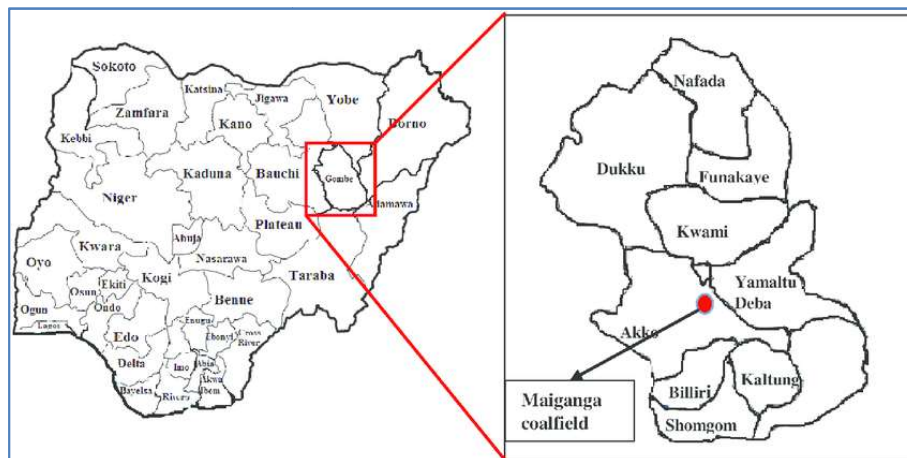 Sokoto
Katsina
Jigawa
Yobe
Borno
Zamfara
Kano
Kebbi
Kaduna
Bauchi
Gombe
Niger
Adamawa
Plateau
Abuja
Kwara
Nasarawa
Taraba
Oyo
Kogi
Ekiti
Osun
Benne
Ondo
Ogun
Lagos
Edo
Enugu
Ebonyi
Cross
River
Delta
Imo
Abia
Akwa
Ibem
Bayelsa
Rivers
Nafada
Dukku
Funakaye
Kwami
Yamaltu
Deba
Akko
Billiri
Kaltung
Shomgom
Maiganga
coalfield